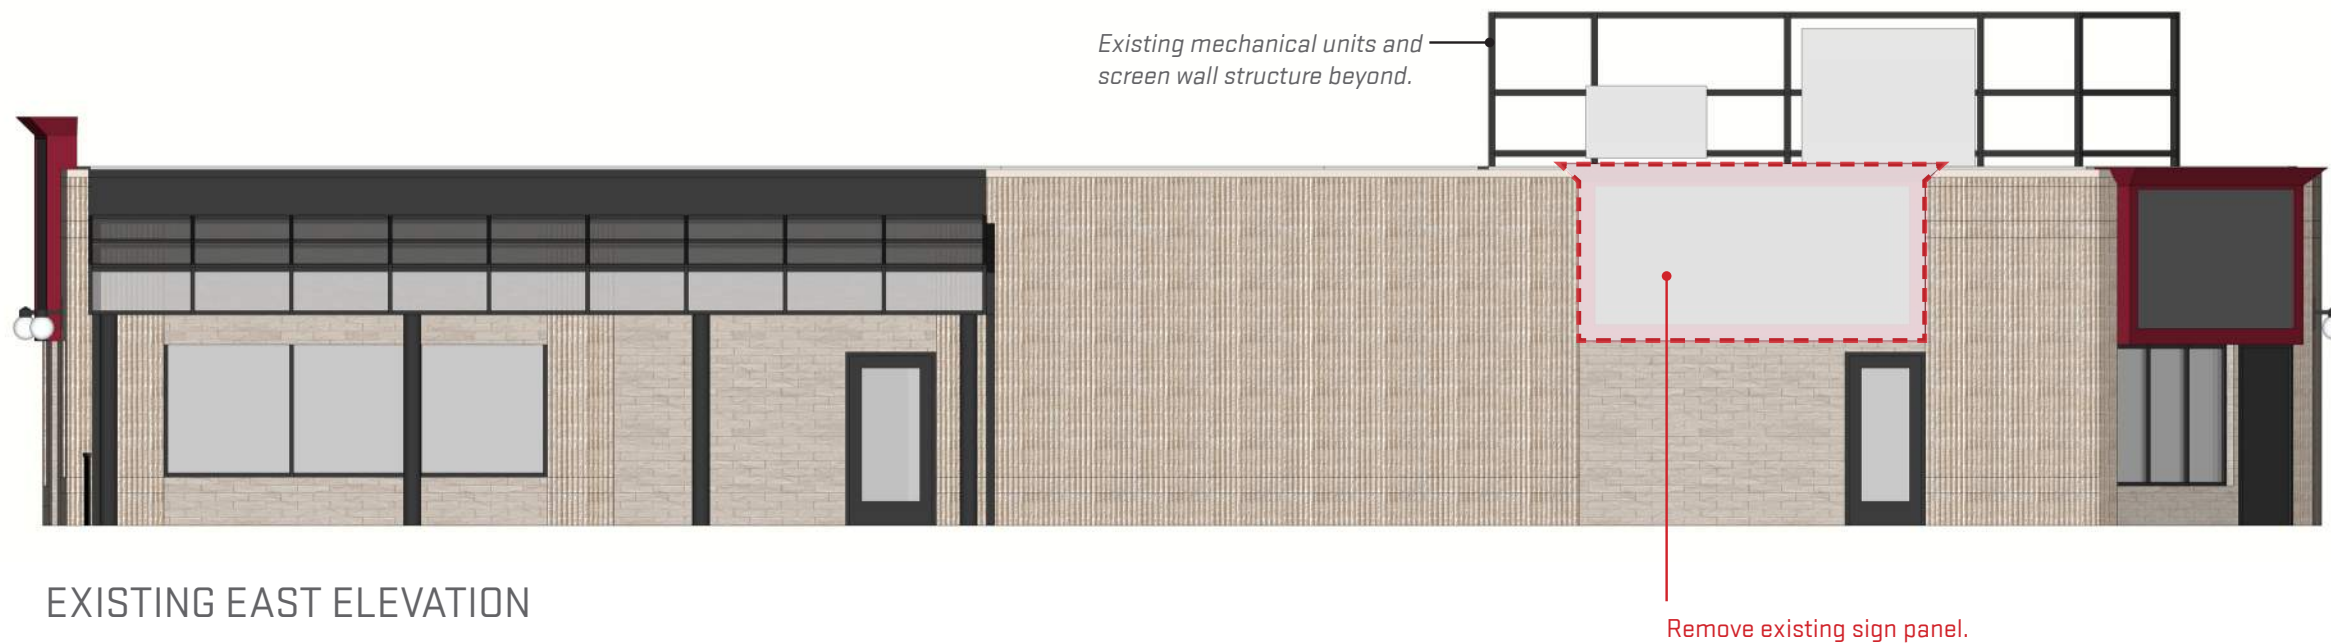 Existing mechanical units and
screen wall structure beyond.
EXISTING EAST ELEVATION
Remove existing sign panel.